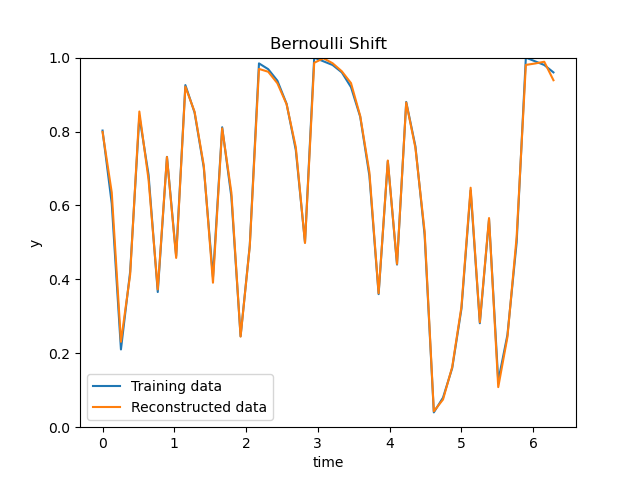 Bernoulli Shift
1.0
0.8
0.6
0.4
0.2
0.0
y
Training data
Reconstructed data
0 1 2 3 4 5 6
time